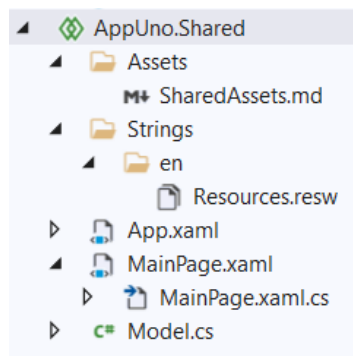 AppUno.Shared
Assets
M↓ SharedAssets.md
Strings
en
Resources.resw
App.xaml
MainPage.xaml
MainPage.xaml.cs
C# Model.cs